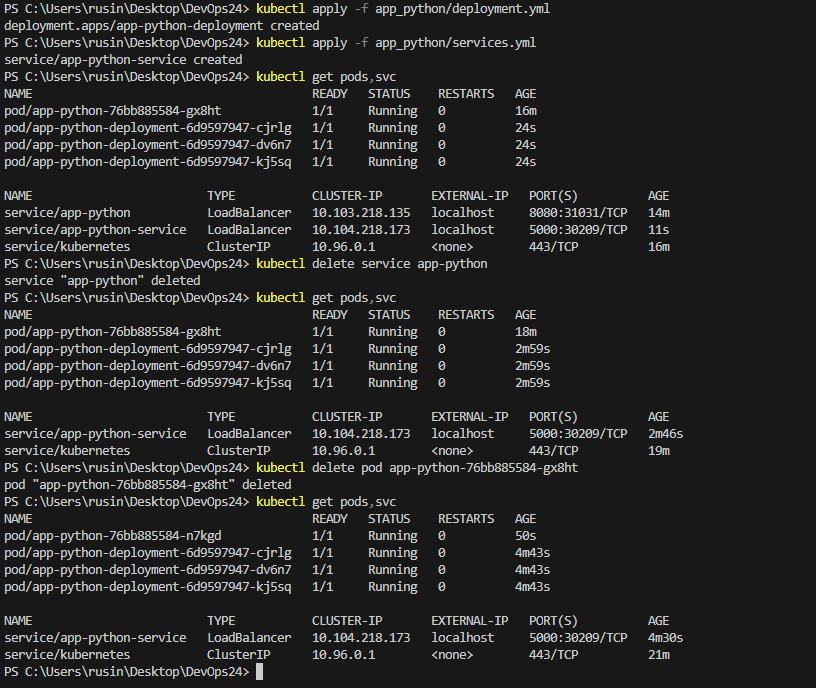 PS C:\Users\rusin\Desktop\DevOps24> kubectl apply -f app_python/deployment.yml
deployment.apps/app-python-deployment created
PS C:\Users\rusin\Desktop\DevOps24> kubectl apply -f app_python/services.yml
service/app-python-service created
PS C:\Users\rusin\Desktop\DevOps24> kubectl get pods,svc
NAME READY STATUS RESTARTS AGE
pod/app-python-76bb885584-gx8ht 1/1 Running 0 16m
pod/app-python-deployment-6d9597947-cjrlg 1/1 Running 0 24s
pod/app-python-deployment-6d9597947-dv6n7 1/1 Running 0 24s
pod/app-python-deployment-6d9597947-kj5sq 1/1 Running 0 24s
NAME TYPE CLUSTER-IP EXTERNAL-IP PORT(S) AGE
service/app-python LoadBalancer 10.103.218.135 localhost 8080:31031/TCP 14m
service/app-python-service LoadBalancer 10.104.218.173 localhost 5000:30209/TCP 11s
service/kubernetes ClusterIP 10.96.0.1 <none> 443/TCP 16m
PS C:\Users\rusin\Desktop\DevOps24> kubectl delete service app-python
service "app-python" deleted
PS C:\Users\rusin\Desktop\DevOps24> kubectl get pods,svc
NAME READY STATUS RESTARTS AGE
pod/app-python-76bb885584-gx8ht 1/1 Running 0 18m
pod/app-python-deployment-6d9597947-cjrlg 1/1 Running 0 2m59s
pod/app-python-deployment-6d9597947-dv6n7 1/1 Running 0 2m59s
pod/app-python-deployment-6d9597947-kj5sq 1/1 Running 0 2m59s
NAME TYPE CLUSTER-IP EXTERNAL-IP PORT(S) AGE
service/app-python-service LoadBalancer 10.104.218.173 localhost 5000:30209/TCP 2m46s
service/kubernetes ClusterIP 10.96.0.1 <none> 443/TCP 19m
PS C:\Users\rusin\Desktop\DevOps24> kubectl delete pod app-python-76bb885584-gx8ht
pod "app-python-76bb885584-gx8ht" deleted
PS C:\Users\rusin\Desktop\DevOps24> kubectl get pods,svc
NAME READY STATUS RESTARTS AGE
pod/app-python-76bb885584-n7kgd 1/1 Running 0 50s
pod/app-python-deployment-6d9597947-cjrlg 1/1 Running 0 4m43s
pod/app-python-deployment-6d9597947-dv6n7 1/1 Running 0 4m43s
pod/app-python-deployment-6d9597947-kj5sq 1/1 Running 0 4m43s
NAME TYPE CLUSTER-IP EXTERNAL-IP PORT(S) AGE
service/app-python-service LoadBalancer 10.104.218.173 localhost 5000:30209/TCP 4m30s
service/kubernetes ClusterIP 10.96.0.1 <none> 443/TCP 21m
PS C:\Users\rusin\Desktop\DevOps24>